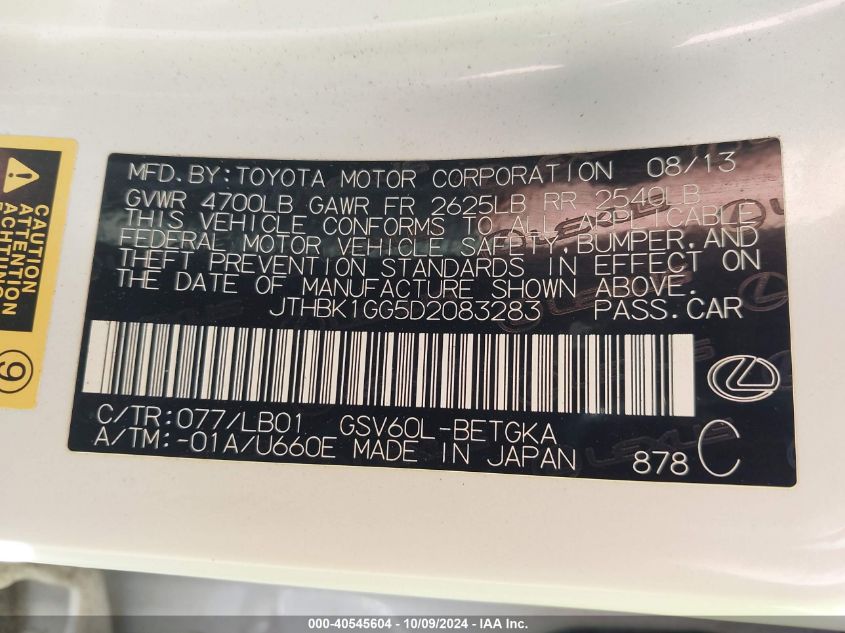 MFD. BY: TOYOTA MOTOR CORPORATION 08/13
GVWR 4700LB GAWR FR 2625LB RR 2540LB
THIS VEHICLE CONFORMS TO ALL APPLICABLE
FEDERAL MOTOR VEHICLE SAFETY, BUMPER, AND
THEFT PREVENTION STANDARDS IN EFFECT ON
THE DATE OF MANUFACTURE SHOWN ABOVE.
JTHBK1GG5D2083283 PASS. CAR
C/TR: 077/LB01 GSV60L-BETGKA
A/TM: -01A/U660E MADE IN JAPAN 878 C
CAUTION
ATTENTION
ACHTUNG
9
LEXUS
000-40545604 - 10/09/2024 - IAA Inc.